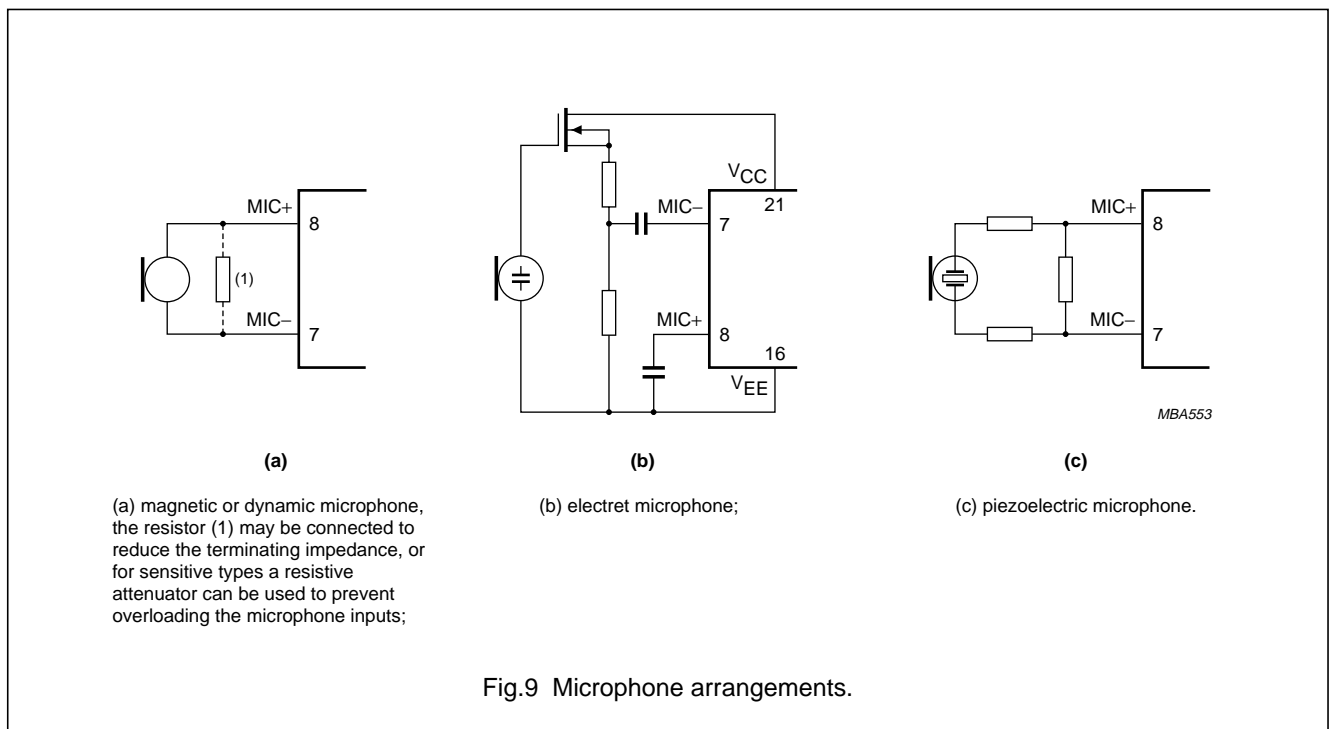 MIC+
8
(1)
MIC−
7
VCC
21
MIC−
7
MIC+
8
16
VEE
MIC+
8
MIC−
7
MBA553
(a)
(b)
(c)
(a) magnetic or dynamic microphone,
the resistor (1) may be connected to
reduce the terminating impedance, or
for sensitive types a resistive
attenuator can be used to prevent
overloading the microphone inputs;
(b) electret microphone;
(c) piezoelectric microphone.
Fig.9 Microphone arrangements.